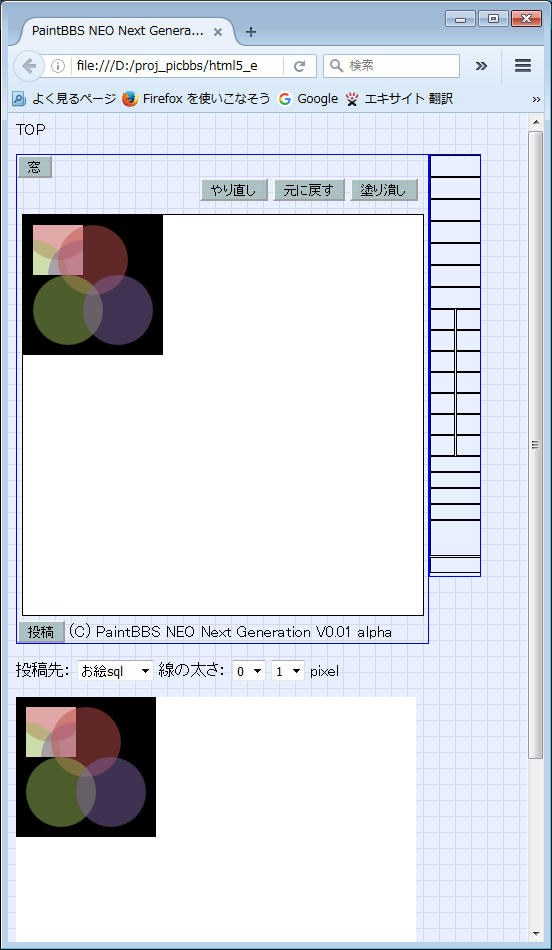 PaintBBS NEO Next Genera...
file:///D:/proj_picbbs/html5_e
検索
よく見るページ Firefox を使いこなそう Google エキサイト 翻訳
TOP
窓
やり直し 元に戻す 塗り潰し
投稿 (C) PaintBBS NEO Next Generation V0.01 alpha
投稿先: お絵sql 線の太さ: 0 1 pixel